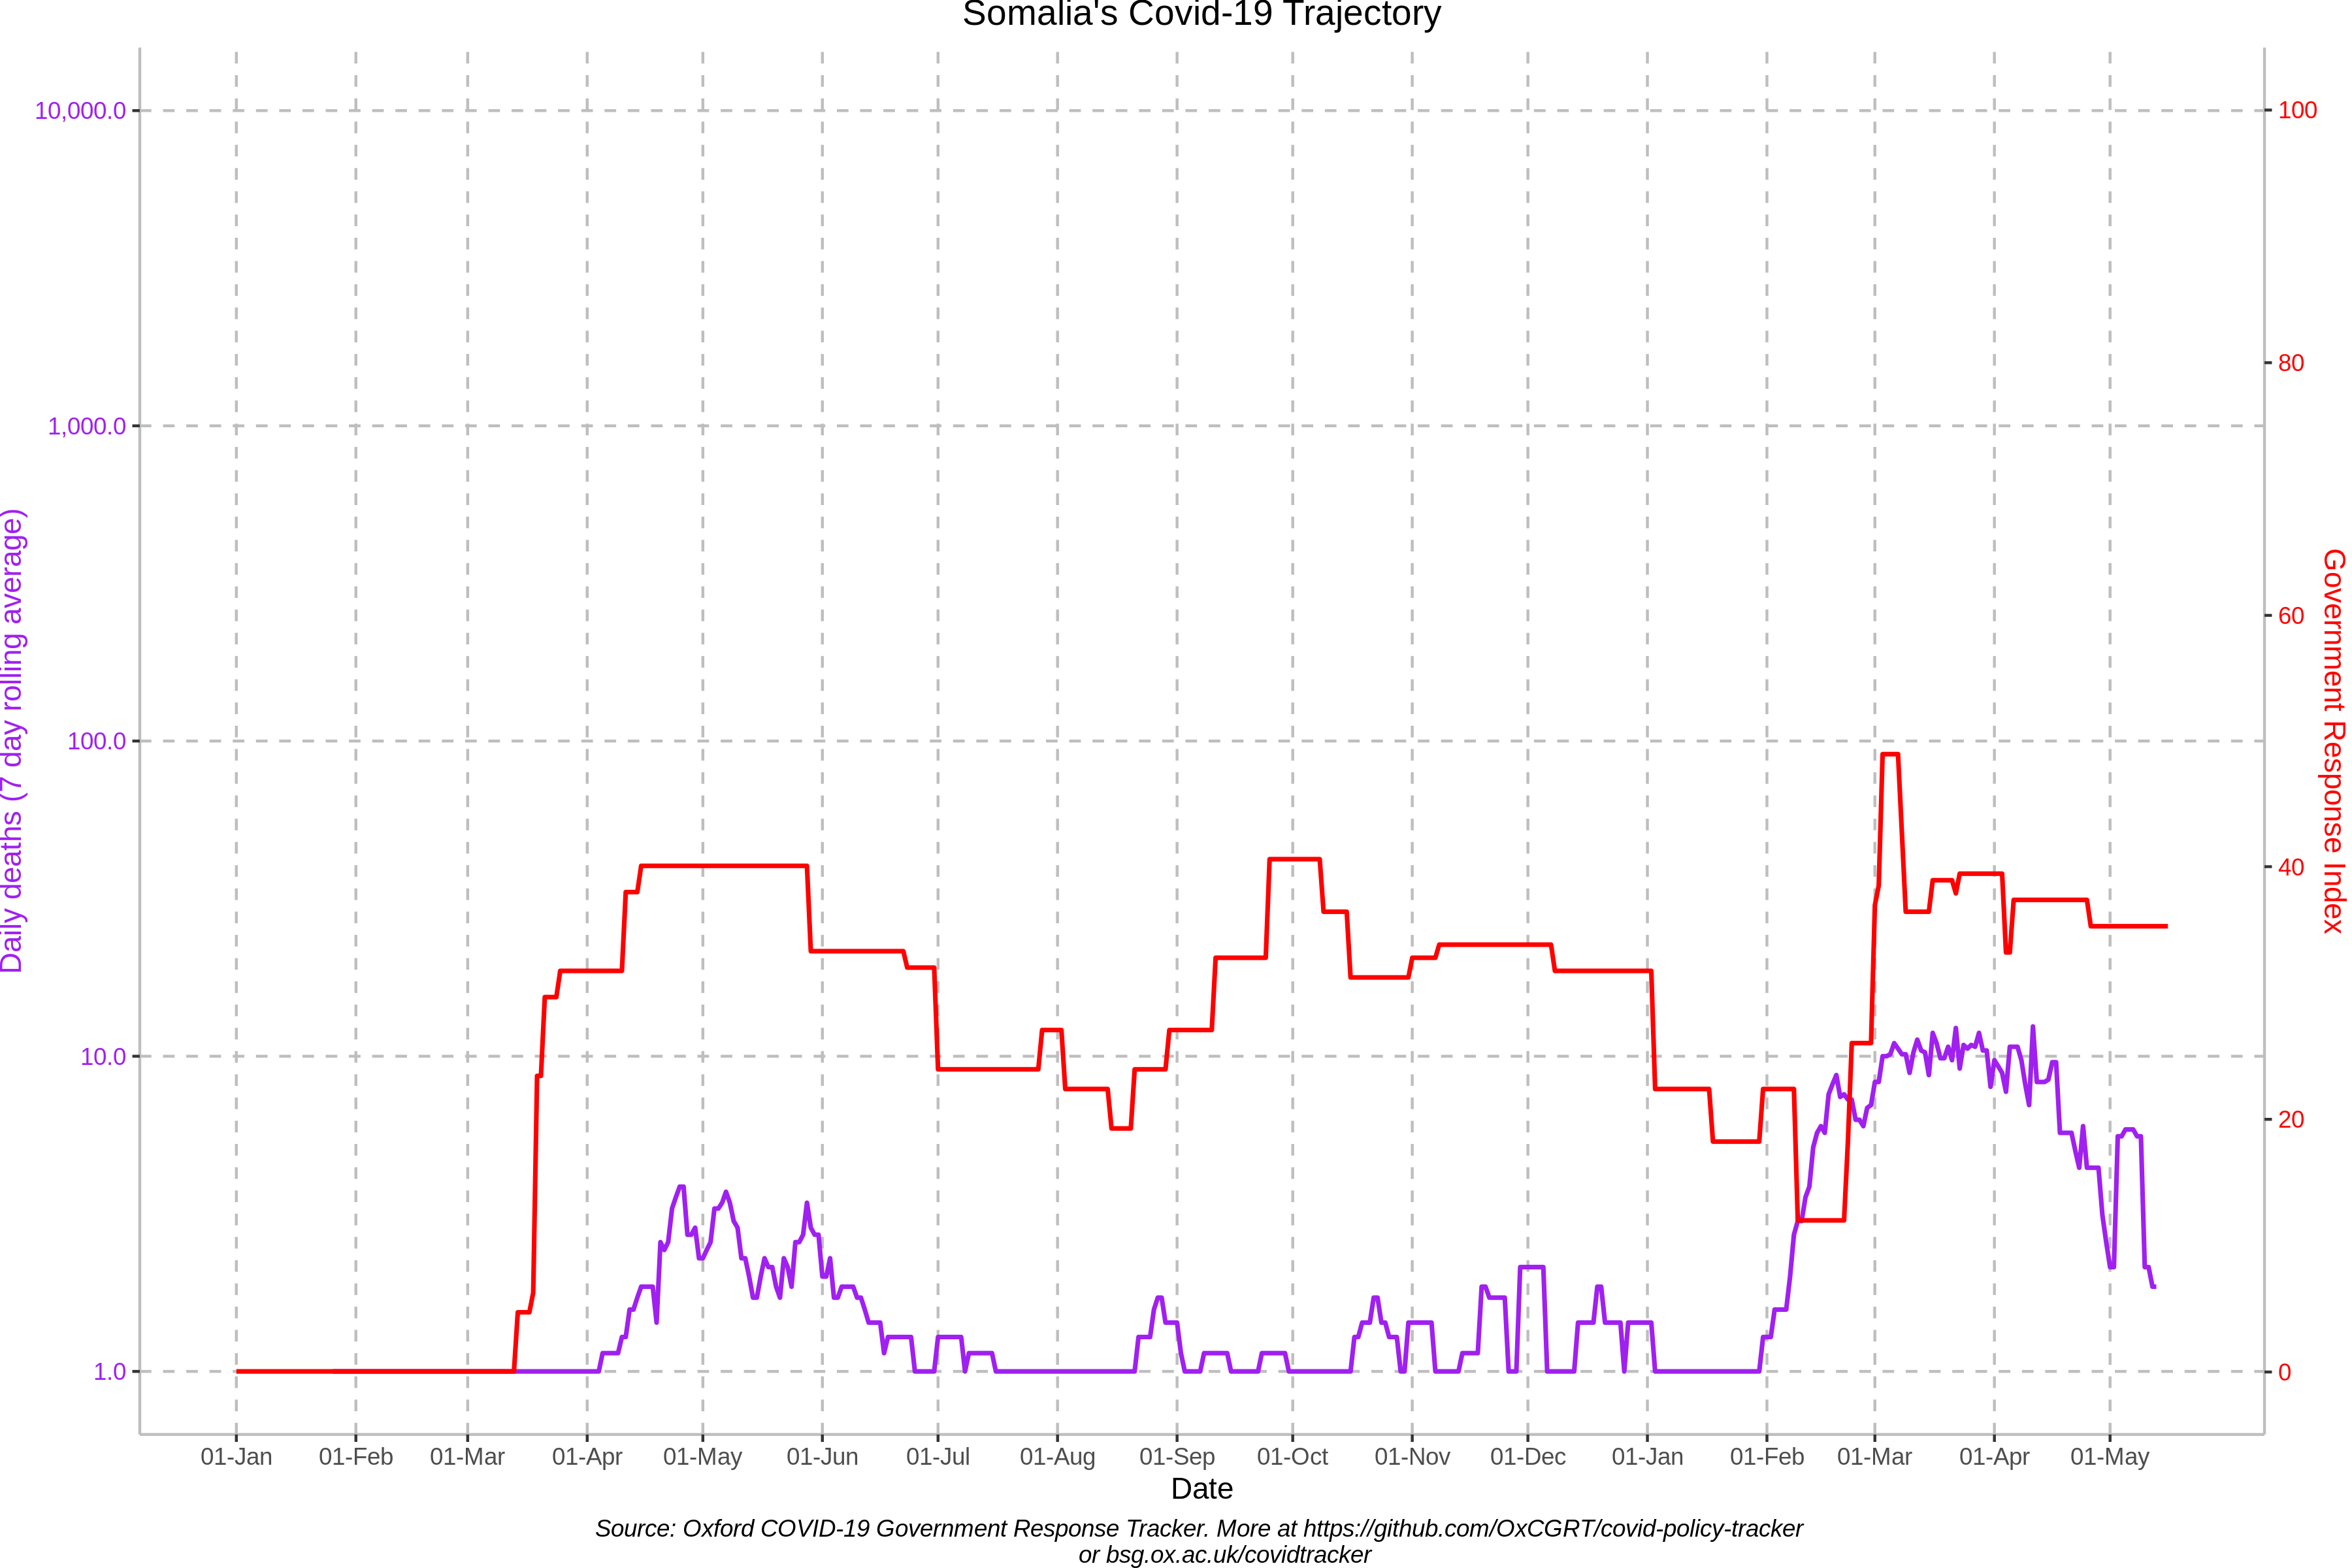 Somalia's Covid-19 Trajectory
10,000.0
1,000.0
100.0
10.0
1.0
Daily deaths (7 day rolling average)
100
80
60
40
20
0
Government Response Index
01-Jan 01-Feb 01-Mar 01-Apr 01-May 01-Jun 01-Jul 01-Aug 01-Sep 01-Oct 01-Nov 01-Dec 01-Jan 01-Feb 01-Mar 01-Apr 01-May
Date
Source: Oxford COVID-19 Government Response Tracker. More at https://github.com/OxCGRT/covid-policy-tracker
or bsg.ox.ac.uk/covidtracker